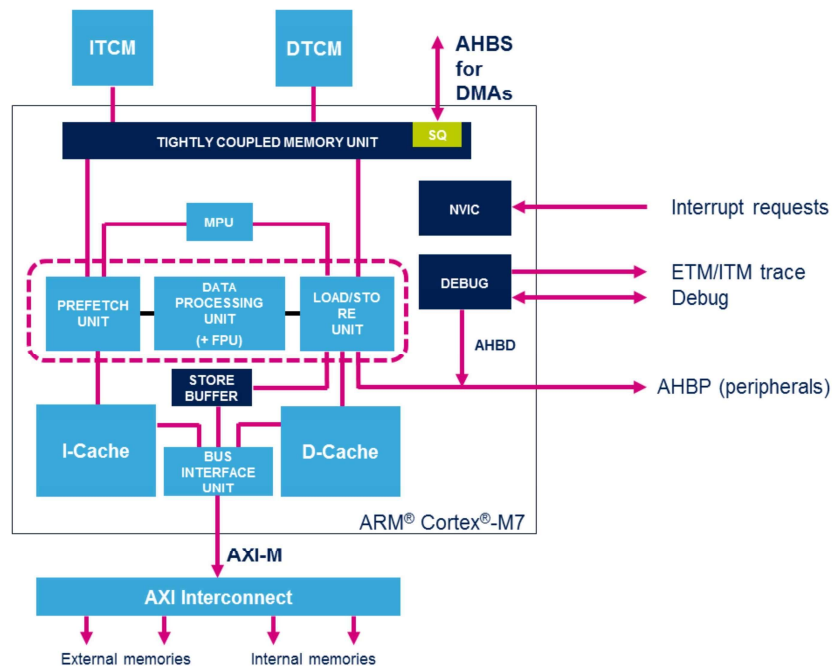 ITCM
DTCM
AHBS
for
DMAs
TIGHTLY COUPLED MEMORY UNIT
SQ
NVIC
Interrupt requests
MPU
DEBUG
ETM/ITM trace
Debug
PREFETCH
UNIT
DATA
PROCESSING
UNIT
(+ FPU)
LOAD/STO
RE
UNIT
AHBD
STORE
BUFFER
AHBP (peripherals)
I-Cache
BUS
INTERFACE
UNIT
D-Cache
ARM® Cortex®-M7
AXI-M
AXI Interconnect
External memories
Internal memories